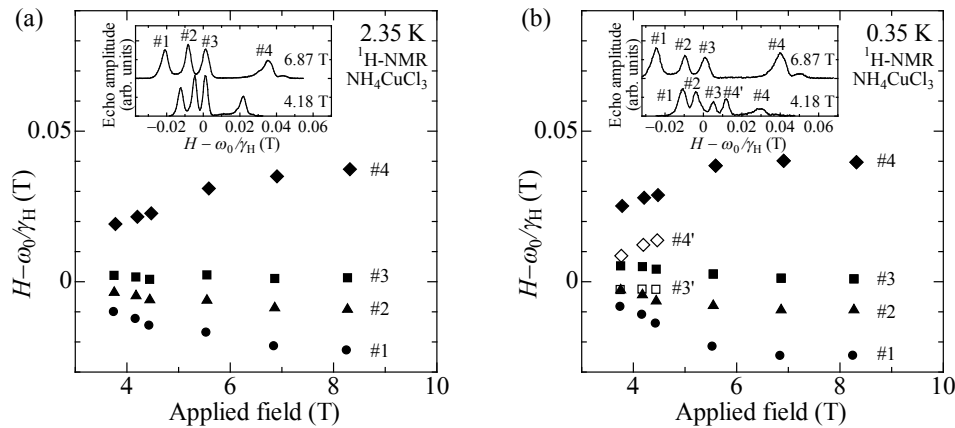 (a)
2.35 K
¹H-NMR
NH₄CuCl₃
Echo amplitude
(arb. units)
#1
#2
#3
#4
6.87 T
4.18 T
−0.02 0 0.02 0.04 0.06
H − ω₀/γ_H (T)
0.05
0
H−ω₀/γ_H (T)
#4
#3
#2
#1
4 6 8 10
Applied field (T)
(b)
0.35 K
¹H-NMR
NH₄CuCl₃
Echo amplitude
(arb. units)
#1
#2
#3
#4
6.87 T
#1
#2
#3
#4'
#4
4.18 T
−0.02 0 0.02 0.04 0.06
H − ω₀/γ_H (T)
0.05
0
H−ω₀/γ_H (T)
#4
#4'
#3
#3'
#2
#1
4 6 8 10
Applied field (T)